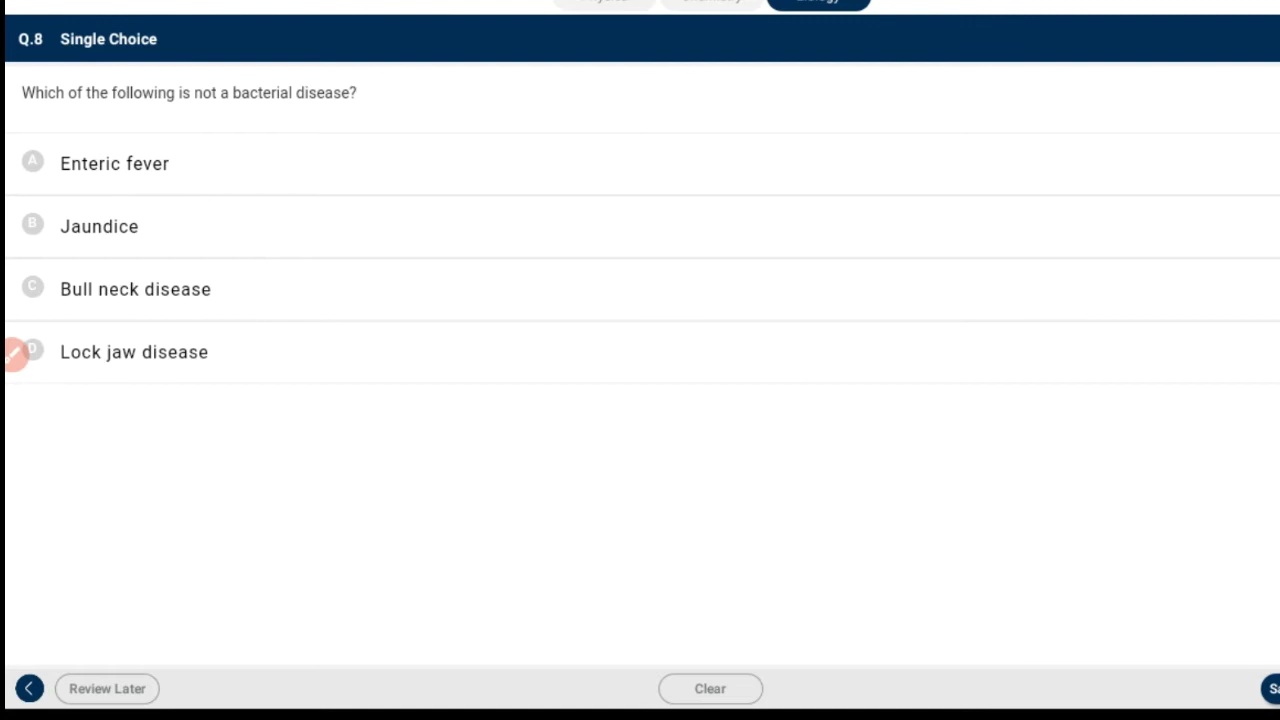 Q.8 Single Choice
Which of the following is not a bacterial disease?
A Enteric fever
B Jaundice
C Bull neck disease
D Lock jaw disease
Review Later Clear